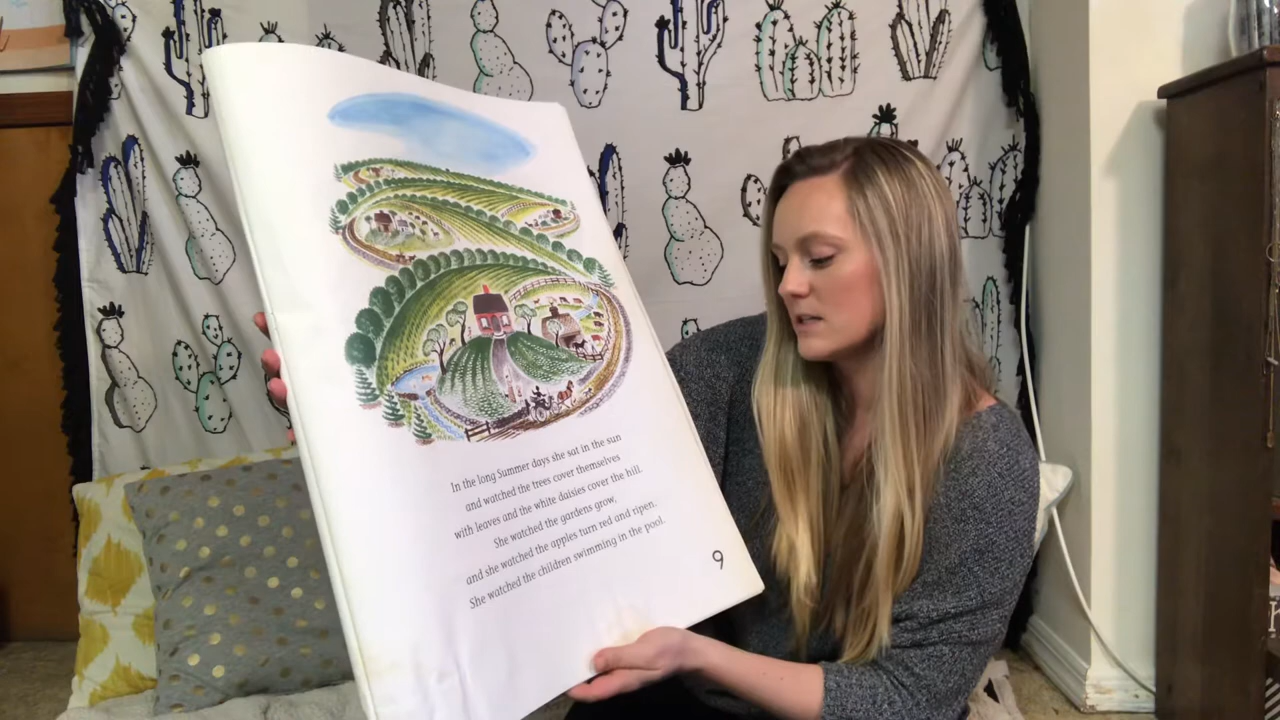 In the long Summer days she sat in the sun
and watched the trees cover themselves
with leaves and the white daisies cover the hill.
She watched the gardens grow,
and she watched the apples turn red and ripen.
She watched the children swimming in the pool.
9